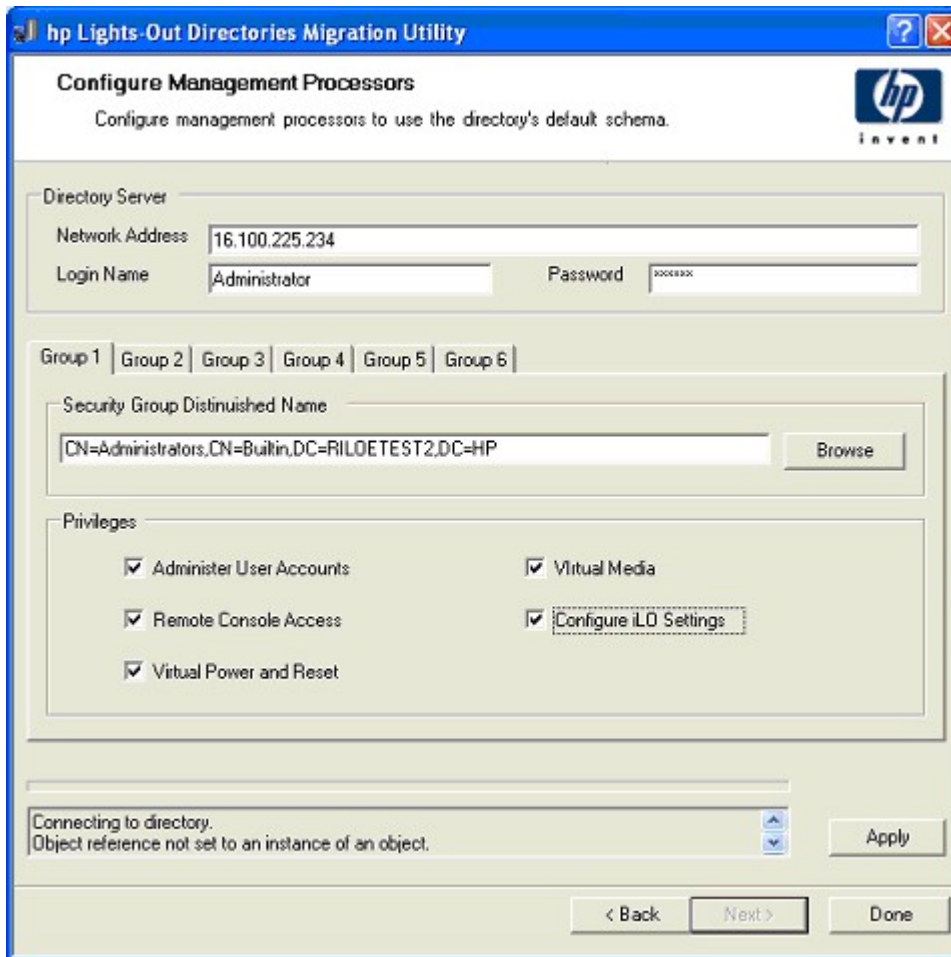 hp Lights-Out Directories Migration Utility
Configure Management Processors
Configure management processors to use the directory's default schema.
hp
invent
Directory Server
Network Address 16.100.225.234
Login Name Administrator Password xxxxxxx
Group 1 Group 2 Group 3 Group 4 Group 5 Group 6
Security Group Distinuished Name
CN=Administrators,CN=Builtin,DC=RILOETEST2,DC=HP Browse
Privileges
Administer User Accounts VIrtual Media
Remote Console Access Configure iLO Settings
Virtual Power and Reset
Connecting to directory.
Object reference not set to an instance of an object.
Apply
< Back Next > Done